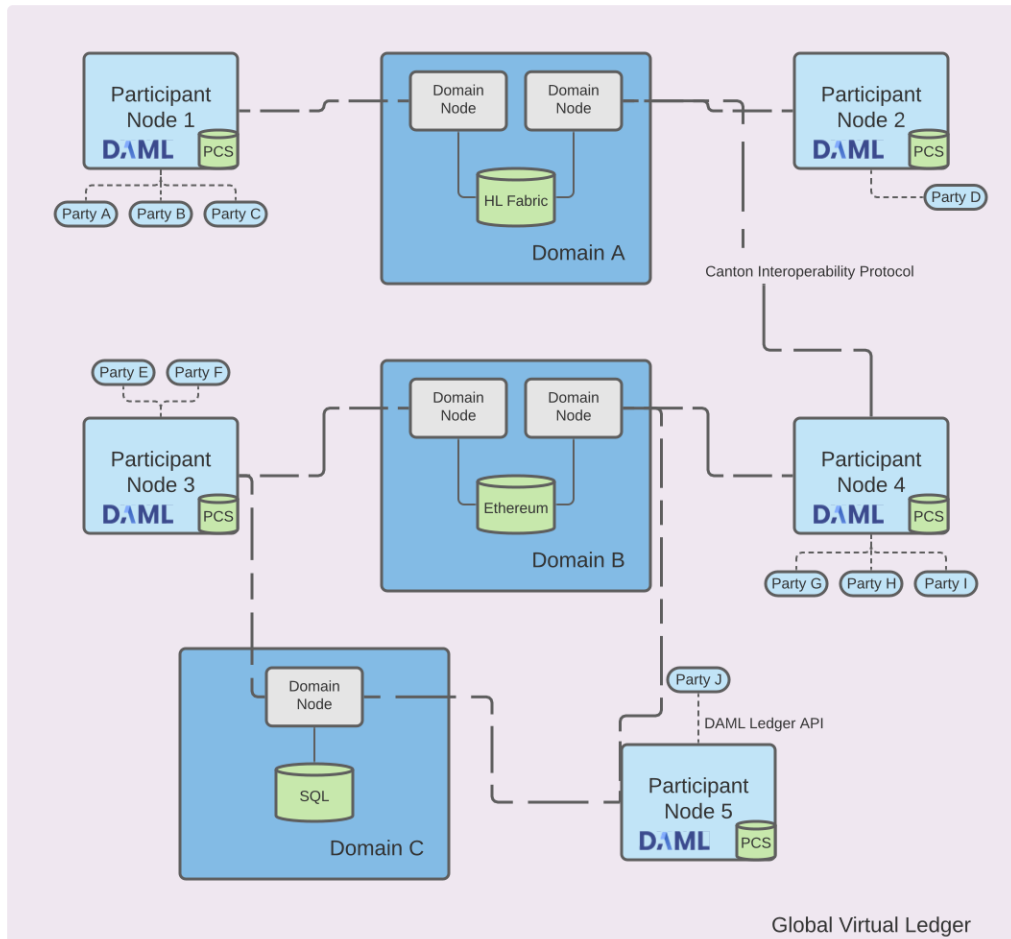 Participant
Node 1
DAML
PCS
Party A
Party B
Party C
Domain
Node
Domain
Node
HL Fabric
Domain A
Participant
Node 2
DAML
PCS
Party D
Canton Interoperability Protocol
Party E
Party F
Participant
Node 3
DAML
PCS
Domain
Node
Domain
Node
Ethereum
Domain B
Participant
Node 4
DAML
PCS
Party G
Party H
Party I
Domain
Node
SQL
Domain C
Party J
DAML Ledger API
Participant
Node 5
DAML
PCS
Global Virtual Ledger